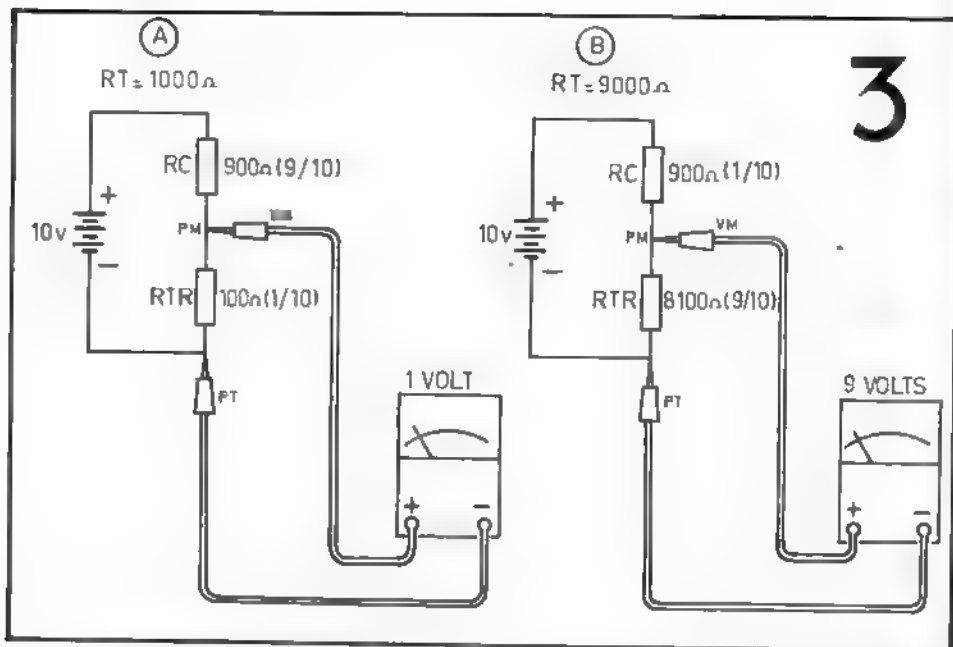 A
RT=1000Ω
RC 900Ω(9/10)
+
10v
PM
−
RTR 100Ω(1/10)
PT
1 VOLT
+ −
B
RT=9000Ω
3
RC 900Ω(1/10)
+
10v
PM
VM
−
RTR 8100Ω(9/10)
PT
9 VOLTS
+ −